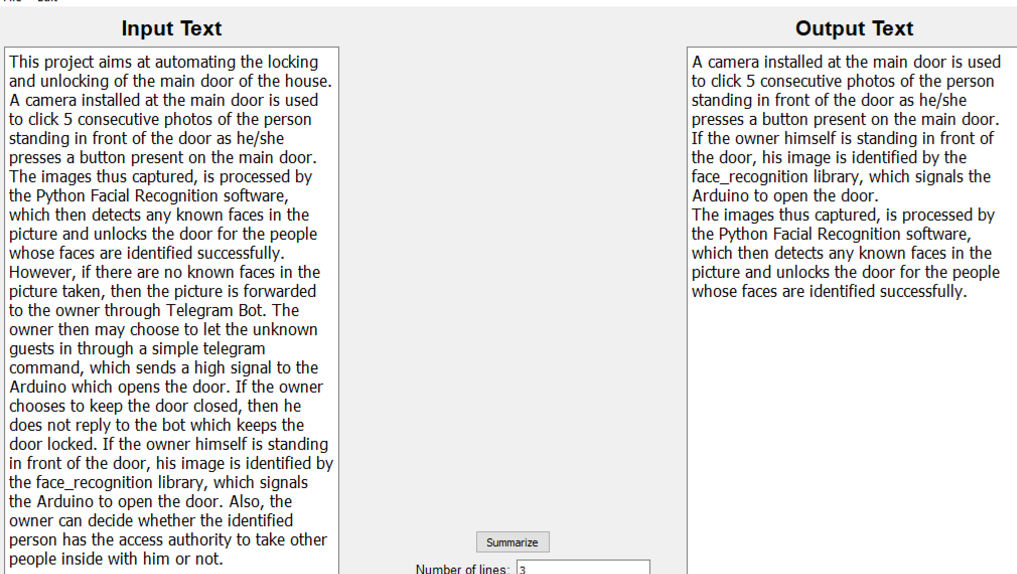 Input Text
This project aims at automating the locking
and unlocking of the main door of the house.
A camera installed at the main door is used
to click 5 consecutive photos of the person
standing in front of the door as he/she
presses a button present on the main door.
The images thus captured, is processed by
the Python Facial Recognition software,
which then detects any known faces in the
picture and unlocks the door for the people
whose faces are identified successfully.
However, if there are no known faces in the
picture taken, then the picture is forwarded
to the owner through Telegram Bot. The
owner then may choose to let the unknown
guests in through a simple telegram
command, which sends a high signal to the
Arduino which opens the door. If the owner
chooses to keep the door closed, then he
does not reply to the bot which keeps the
door locked. If the owner himself is standing
in front of the door, his image is identified by
the face_recognition library, which signals
the Arduino to open the door. Also, the
owner can decide whether the identified
person has the access authority to take other
people inside with him or not.
Summarize
Number of lines: 3
Output Text
A camera installed at the main door is used
to click 5 consecutive photos of the person
standing in front of the door as he/she
presses a button present on the main door.
If the owner himself is standing in front of
the door, his image is identified by the
face_recognition library, which signals the
Arduino to open the door.
The images thus captured, is processed by
the Python Facial Recognition software,
which then detects any known faces in the
picture and unlocks the door for the people
whose faces are identified successfully.